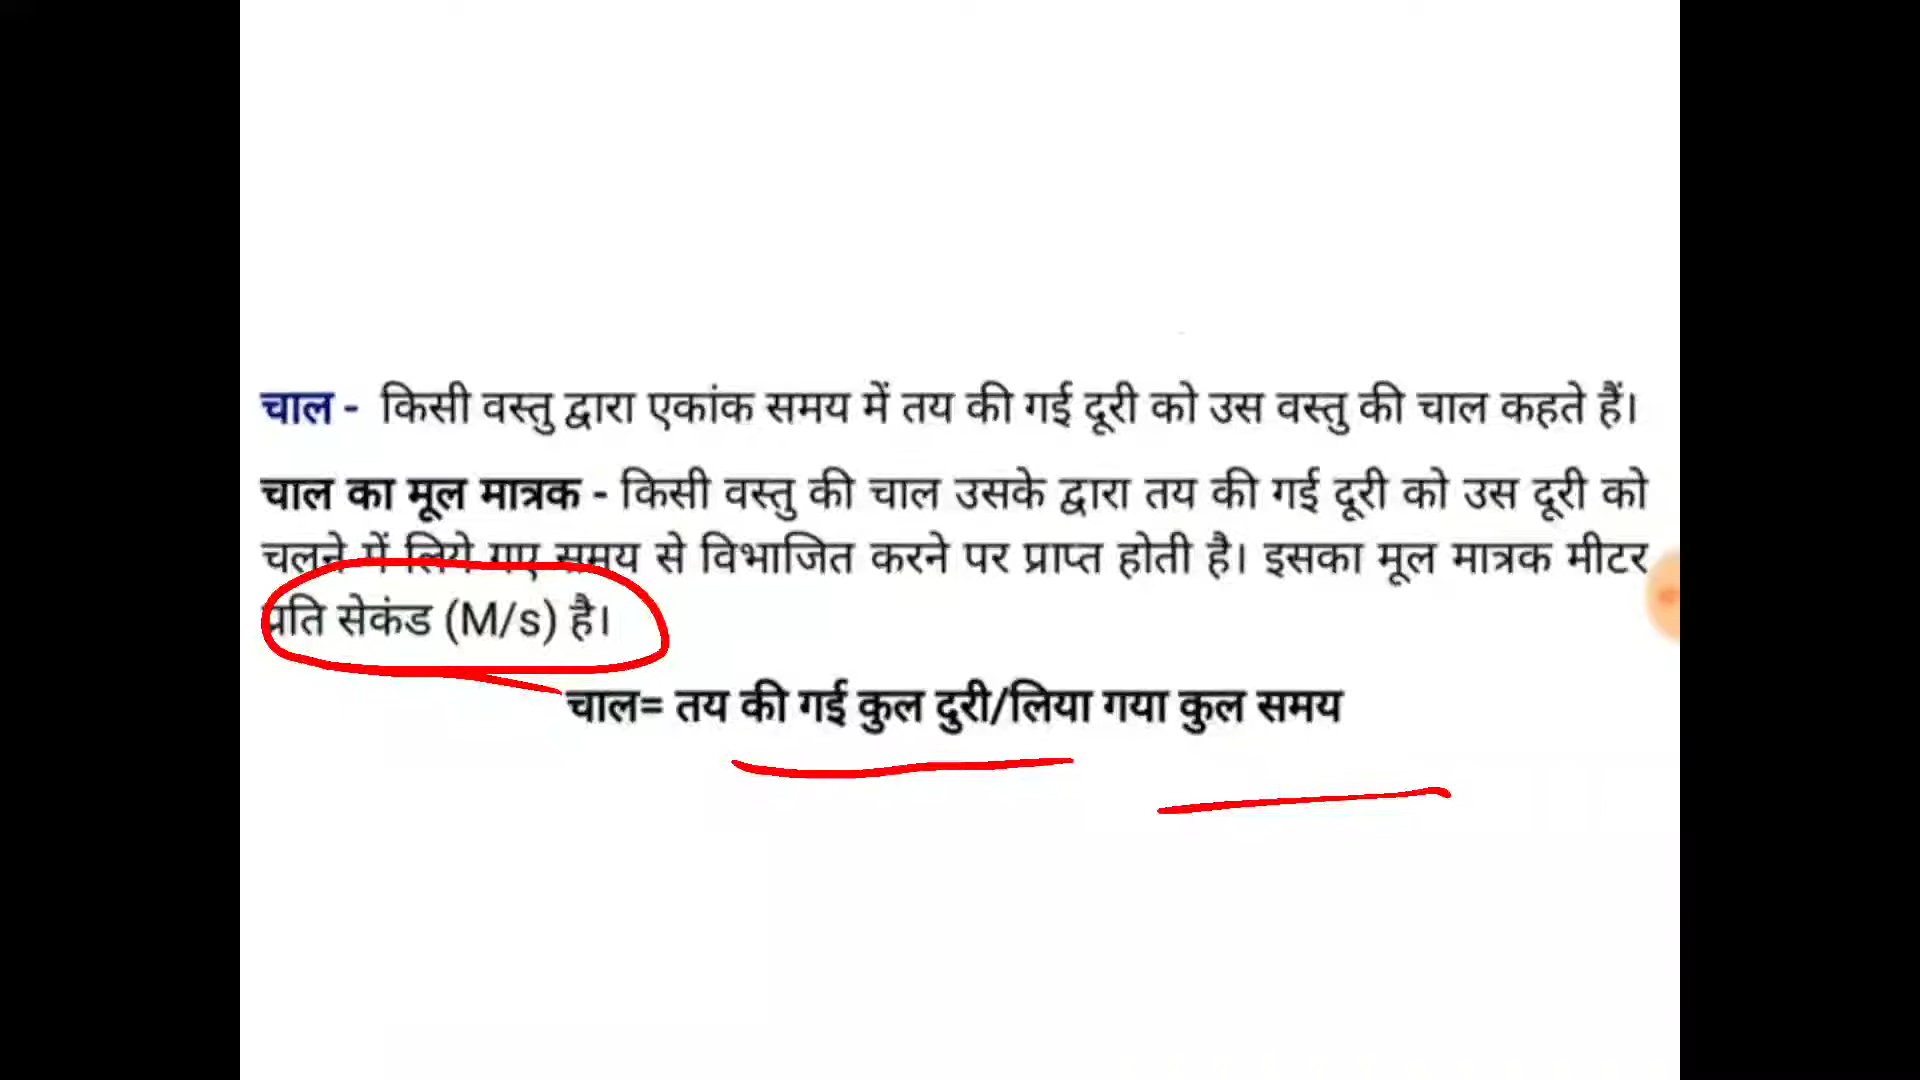 चाल - किसी वस्तु द्वारा एकांक समय में तय की गई दूरी को उस वस्तु की चाल कहते हैं।
चाल का मूल मात्रक - किसी वस्तु की चाल उसके द्वारा तय की गई दूरी को उस दूरी को
चलने में लिये गए समय से विभाजित करने पर प्राप्त होती है। इसका मूल मात्रक मीटर
प्रति सेकंड (M/s) है।
चाल= तय की गई कुल दुरी/लिया गया कुल समय